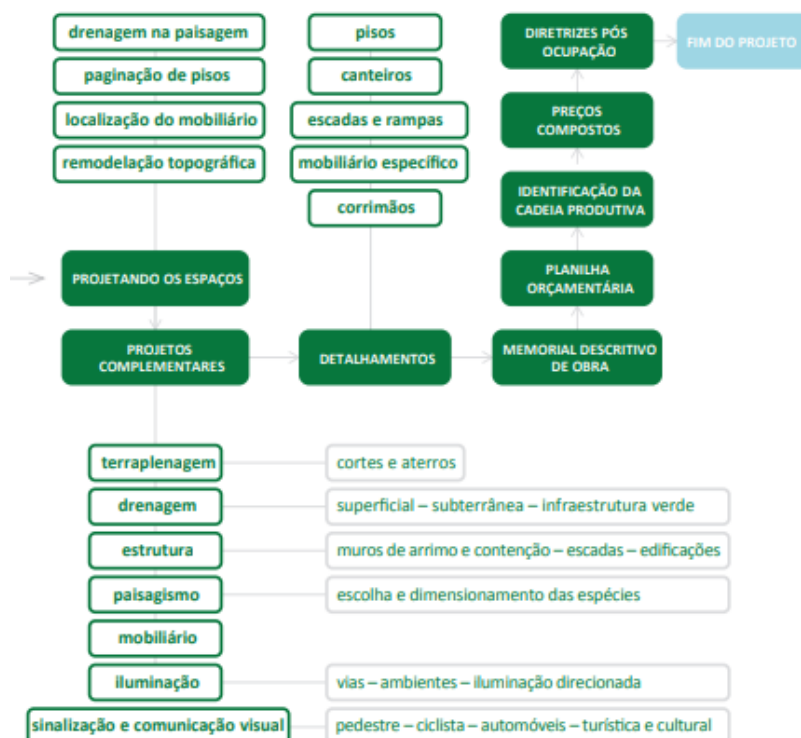 drenagem na paisagem
paginação de pisos
localização do mobiliário
remodelação topográfica
pisos
canteiros
escadas e rampas
mobiliário específico
corrimãos
DIRETRIZES PÓS
OCUPAÇÃO
FIM DO PROJETO
PREÇOS
COMPOSTOS
IDENTIFICAÇÃO DA
CADEIA PRODUTIVA
PLANILHA
ORÇAMENTÁRIA
PROJETANDO OS ESPAÇOS
PROJETOS
COMPLEMENTARES
DETALHAMENTOS
MEMORIAL DESCRITIVO
DE OBRA
terraplenagem
cortes e aterros
drenagem
superficial – subterrânea – infraestrutura verde
estrutura
muros de arrimo e contenção – escadas – edificações
paisagismo
escolha e dimensionamento das espécies
mobiliário
iluminação
vias – ambientes – iluminação direcionada
sinalização e comunicação visual
pedestre – ciclista – automóveis – turística e cultural